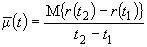 μ̅(t) = M{r(t₂) − r(t₁)} / t₂ − t₁